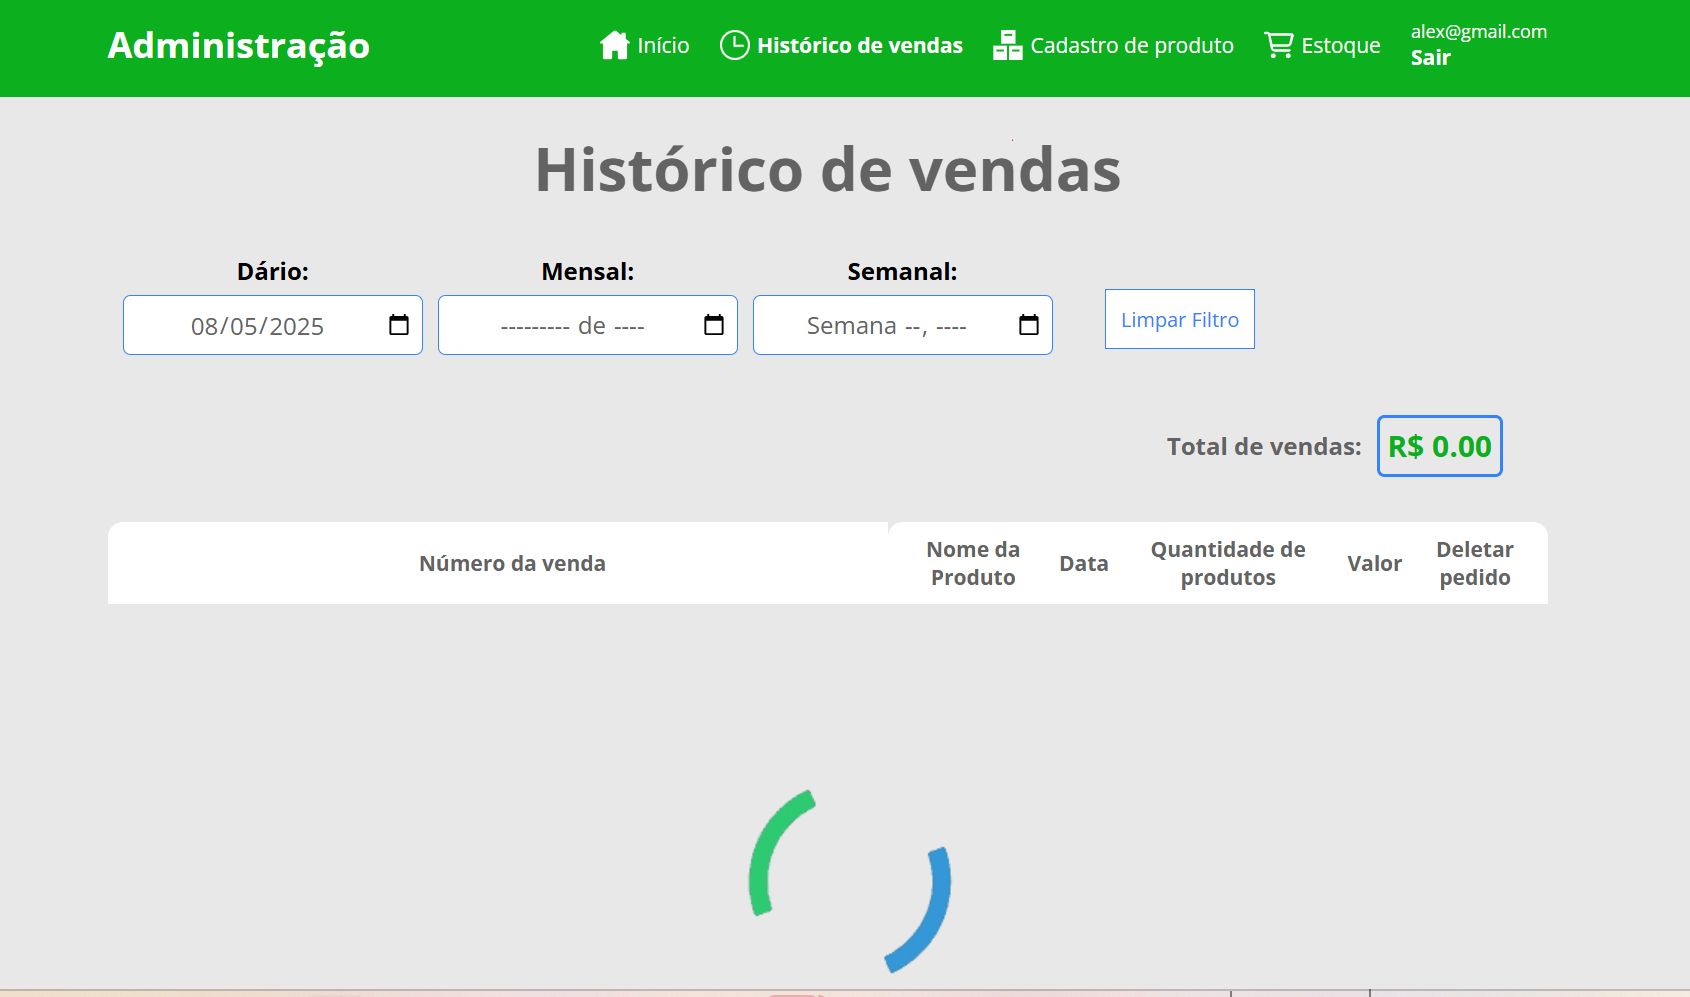 Administração
Início
Histórico de vendas
Cadastro de produto
Estoque
alex@gmail.com
Sair
Histórico de vendas
Dário:
Mensal:
Semanal:
08/05/2025
--------- de ----
Semana --, ----
Limpar Filtro
Total de vendas:
R$ 0.00
Número da venda
Nome da
Produto
Data
Quantidade de
produtos
Valor
Deletar
pedido